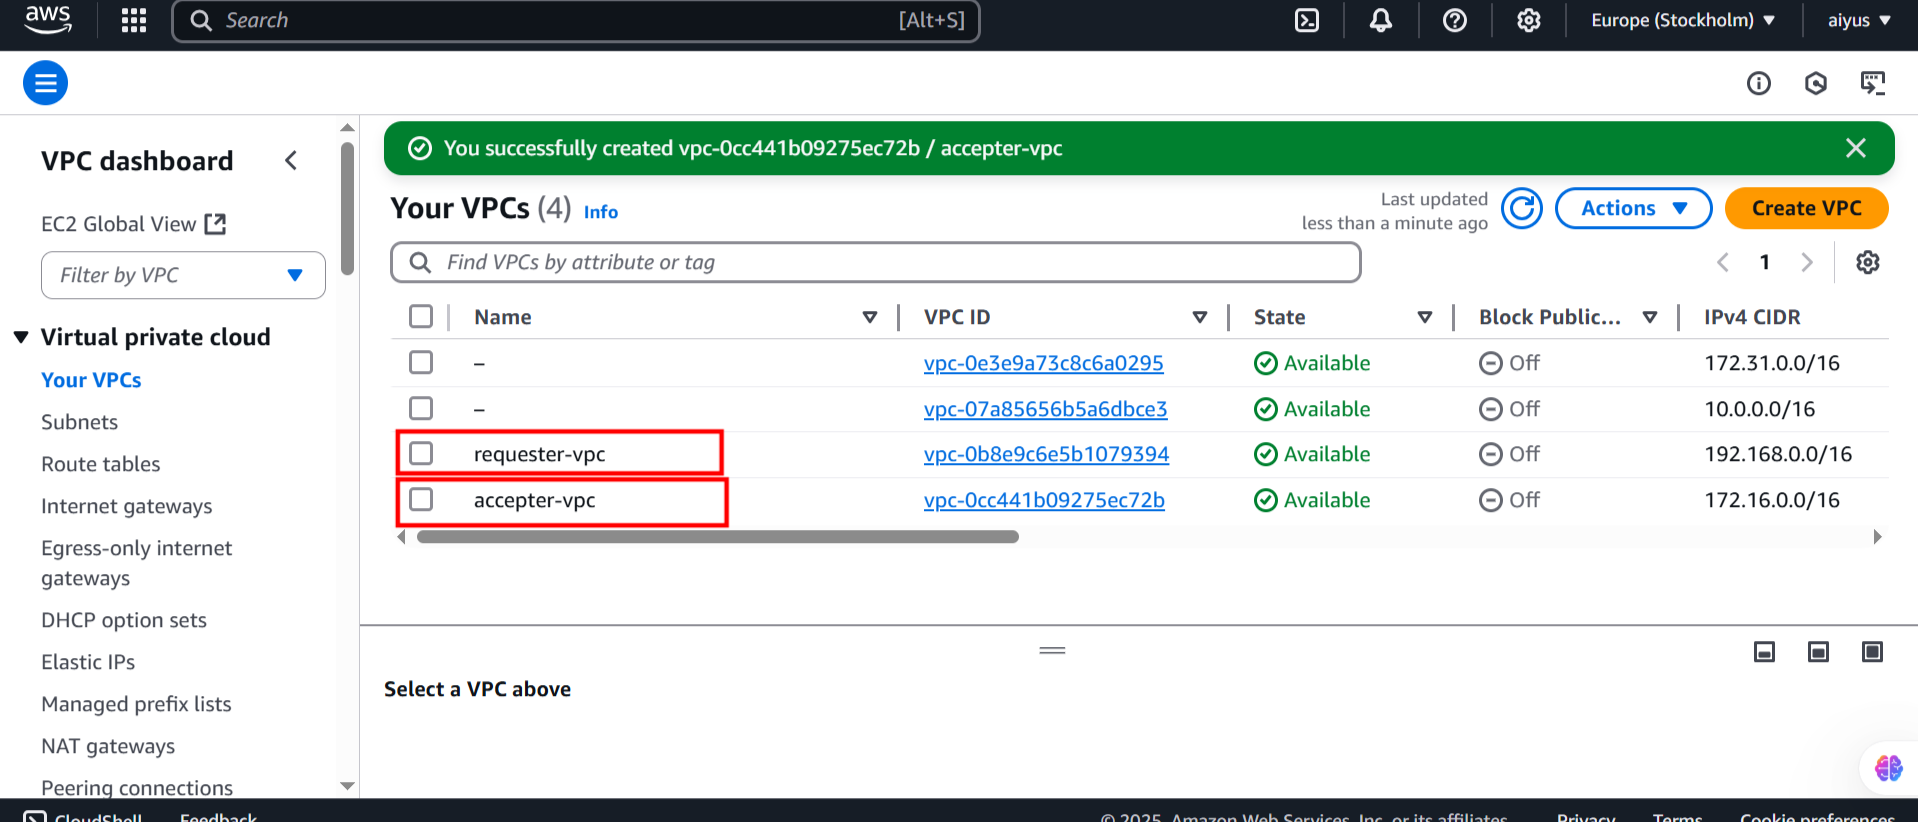 aws
Search [Alt+S]
Europe (Stockholm)
aiyus
VPC dashboard
EC2 Global View
Filter by VPC
Virtual private cloud
Your VPCs
Subnets
Route tables
Internet gateways
Egress-only internet
gateways
DHCP option sets
Elastic IPs
Managed prefix lists
NAT gateways
Peering connections
You successfully created vpc-0cc441b09275ec72b / accepter-vpc
Your VPCs (4) Info
Last updated
less than a minute ago
Actions
Create VPC
Find VPCs by attribute or tag
1
Name VPC ID State Block Public... IPv4 CIDR
– vpc-0e3e9a73c8c6a0295 Available Off 172.31.0.0/16
– vpc-07a85656b5a6dbce3 Available Off 10.0.0.0/16
requester-vpc vpc-0b8e9c6e5b1079394 Available Off 192.168.0.0/16
accepter-vpc vpc-0cc441b09275ec72b Available Off 172.16.0.0/16
Select a VPC above
CloudShell Feedback © 2025, Amazon Web Services, Inc. or its affiliates. Privacy Terms Cookie preferences